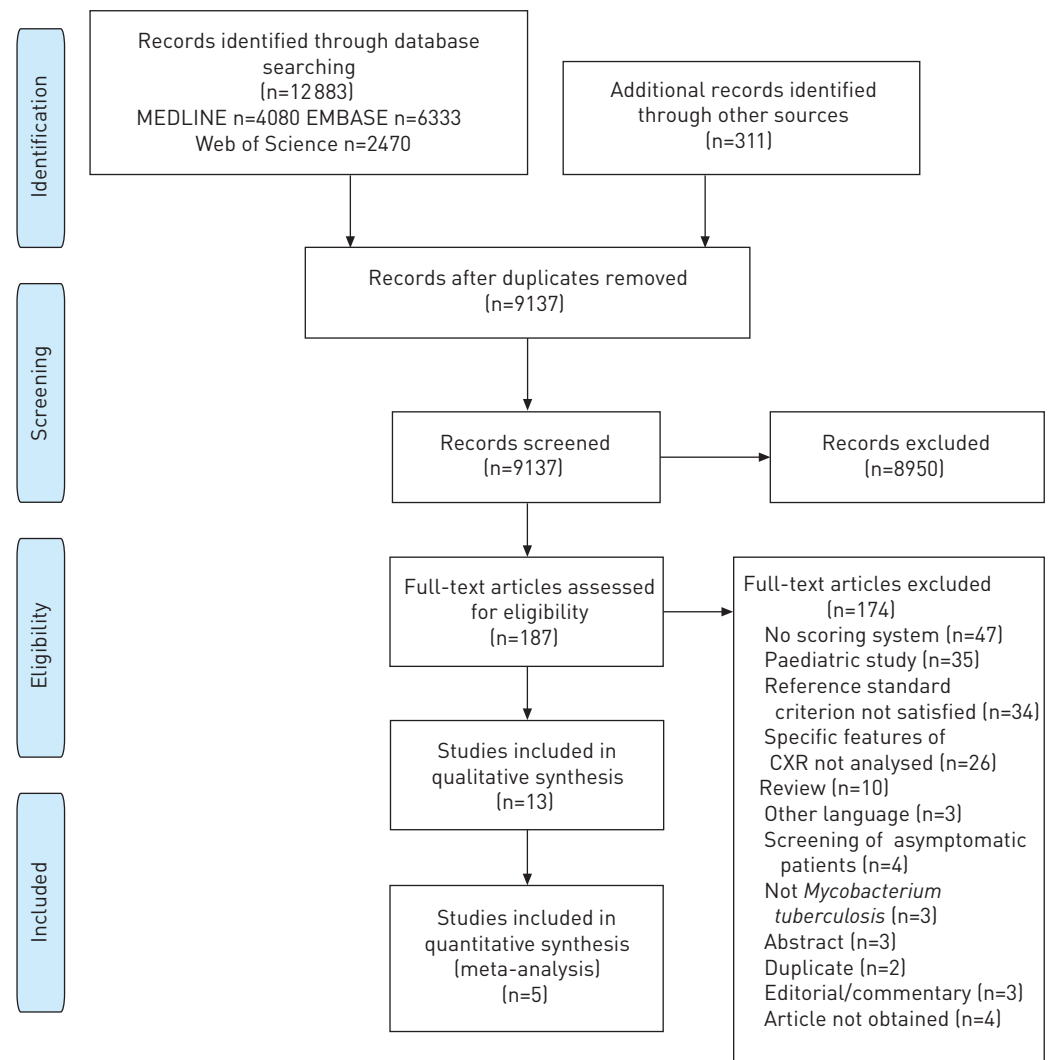 Identification
Records identified through database
searching
(n=12 883)
MEDLINE n=4080 EMBASE n=6333
Web of Science n=2470
Additional records identified
through other sources
(n=311)
Records after duplicates removed
(n=9137)
Screening
Records screened
(n=9137)
Records excluded
(n=8950)
Eligibility
Full-text articles assessed
for eligibility
(n=187)
Full-text articles excluded
(n=174)
No scoring system (n=47)
Paediatric study (n=35)
Reference standard
criterion not satisfied (n=34)
Specific features of
CXR not analysed (n=26)
Review (n=10)
Other language (n=3)
Screening of asymptomatic
patients (n=4)
Not Mycobacterium
tuberculosis (n=3)
Abstract (n=3)
Duplicate (n=2)
Editorial/commentary (n=3)
Article not obtained (n=4)
Studies included in
qualitative synthesis
(n=13)
Included
Studies included in
quantitative synthesis
(meta-analysis)
(n=5)